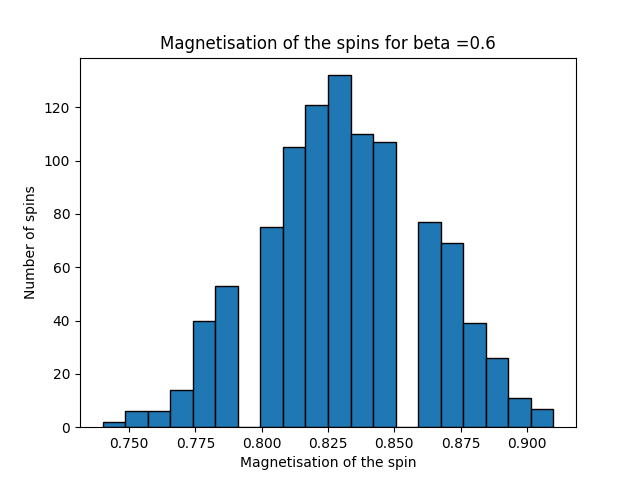 Magnetisation of the spins for beta =0.6
Number of spins
120
100
80
60
40
20
0
0.750 0.775 0.800 0.825 0.850 0.875 0.900
Magnetisation of the spin